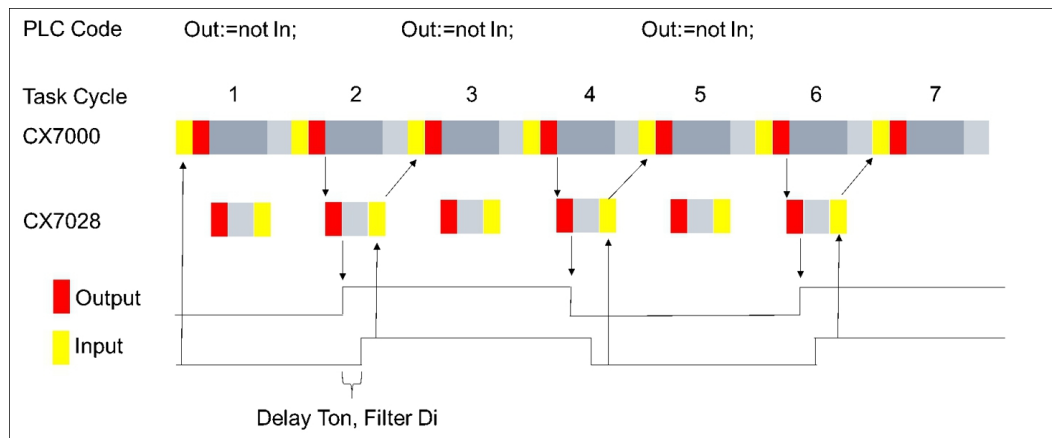 PLC Code Out:=not In; Out:=not In; Out:=not In;
Task Cycle 1 2 3 4 5 6 7
CX7000
CX7028
Output
Input
Delay Ton, Filter Di